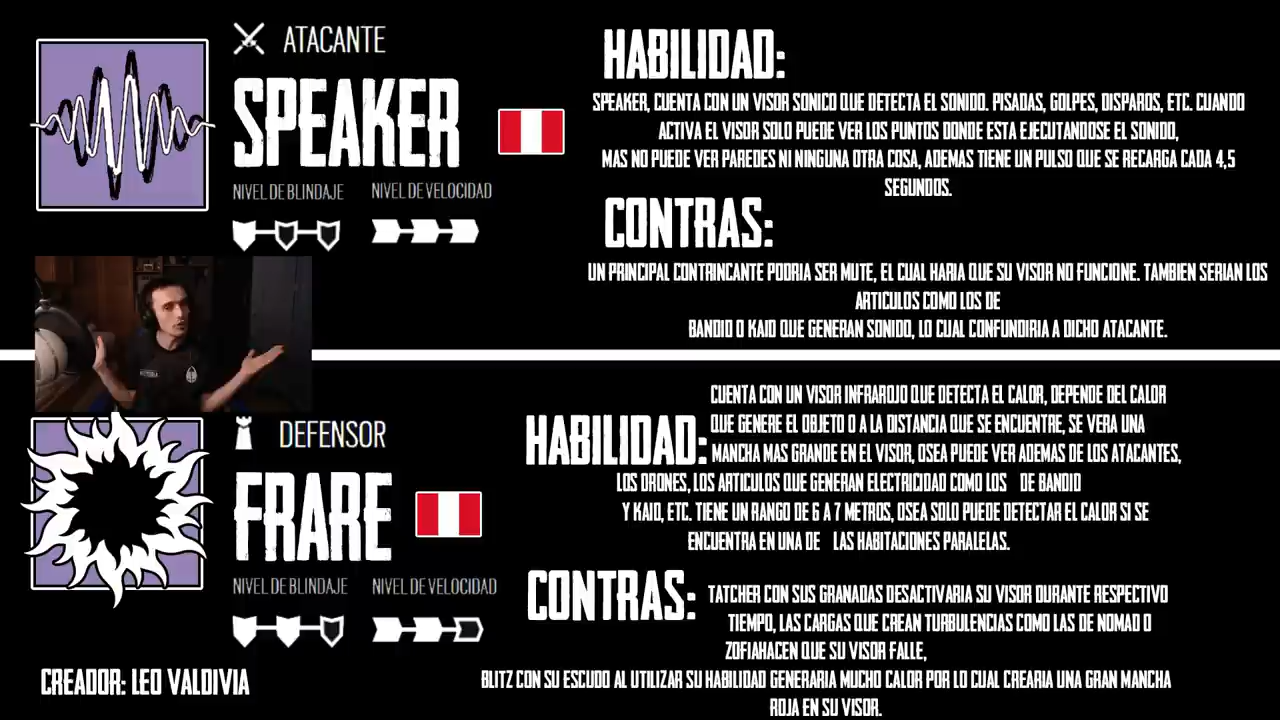 ATACANTE
SPEAKER
NIVEL DE BLINDAJE
NIVEL DE VELOCIDAD
HABILIDAD:
SPEAKER, CUENTA CON UN VISOR SONICO QUE DETECTA EL SONIDO. PISADAS, GOLPES, DISPAROS, ETC. CUANDO
ACTIVA EL VISOR SOLO PUEDE VER LOS PUNTOS DONDE ESTA EJECUTANDOSE EL SONIDO,
MAS NO PUEDE VER PAREDES NI NINGUNA OTRA COSA, ADEMAS TIENE UN PULSO QUE SE RECARGA CADA 4,5
SEGUNDOS.
CONTRAS:
UN PRINCIPAL CONTRINCANTE PODRIA SER MUTE, EL CUAL HARIA QUE SU VISOR NO FUNCIONE. TAMBIEN SERIAN LOS
ARTICULOS COMO LOS DE
BANDIO O KAID QUE GENERAN SONIDO, LO CUAL CONFUNDIRIA A DICHO ATACANTE.
DEFENSOR
FRARE
NIVEL DE BLINDAJE
NIVEL DE VELOCIDAD
HABILIDAD:
CUENTA CON UN VISOR INFRAROJO QUE DETECTA EL CALOR, DEPENDE DEL CALOR
QUE GENERE EL OBJETO O A LA DISTANCIA QUE SE ENCUENTRE, SE VERA UNA
MANCHA MAS GRANDE EN EL VISOR, OSEA PUEDE VER ADEMAS DE LOS ATACANTES,
LOS DRONES, LOS ARTICULOS QUE GENERAN ELECTRICIDAD COMO LOS DE BANDIO
Y KAID, ETC. TIENE UN RANGO DE 6 A 7 METROS, OSEA SOLO PUEDE DETECTAR EL CALOR SI SE
ENCUENTRA EN UNA DE LAS HABITACIONES PARALELAS.
CONTRAS:
TATCHER CON SUS GRANADAS DESACTIVARIA SU VISOR DURANTE RESPECTIVO
TIEMPO, LAS CARGAS QUE CREAN TURBULENCIAS COMO LAS DE NOMAD O
ZOFIAHACEN QUE SU VISOR FALLE,
BLITZ CON SU ESCUDO AL UTILIZAR SU HABILIDAD GENERARIA MUCHO CALOR POR LO CUAL CREARIA UNA GRAN MANCHA
ROJA EN SU VISOR.
CREADOR: LEO VALDIVIA